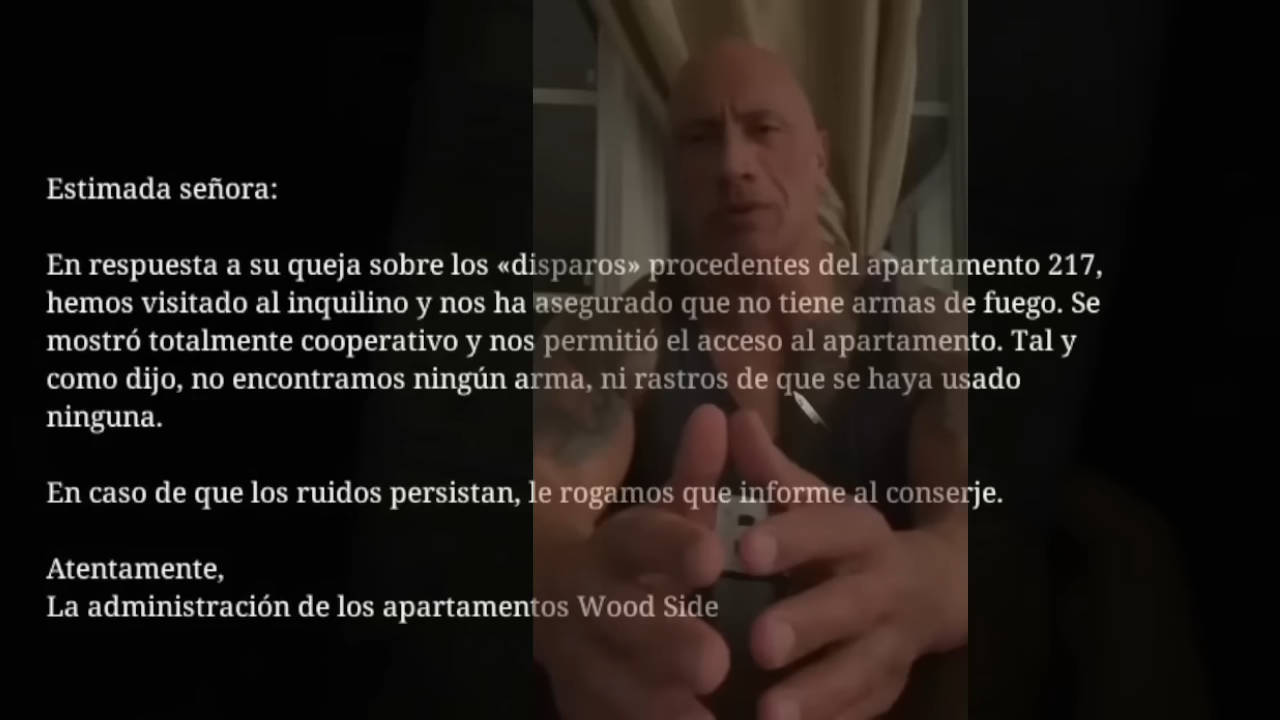 Estimada señora:
En respuesta a su queja sobre los «disparos» procedentes del apartamento 217,
hemos visitado al inquilino y nos ha asegurado que no tiene armas de fuego. Se
mostró totalmente cooperativo y nos permitió el acceso al apartamento. Tal y
como dijo, no encontramos ningún arma, ni rastros de que se haya usado
ninguna.
En caso de que los ruidos persistan, le rogamos que informe al conserje.
Atentamente,
La administración de los apartamentos Wood Side